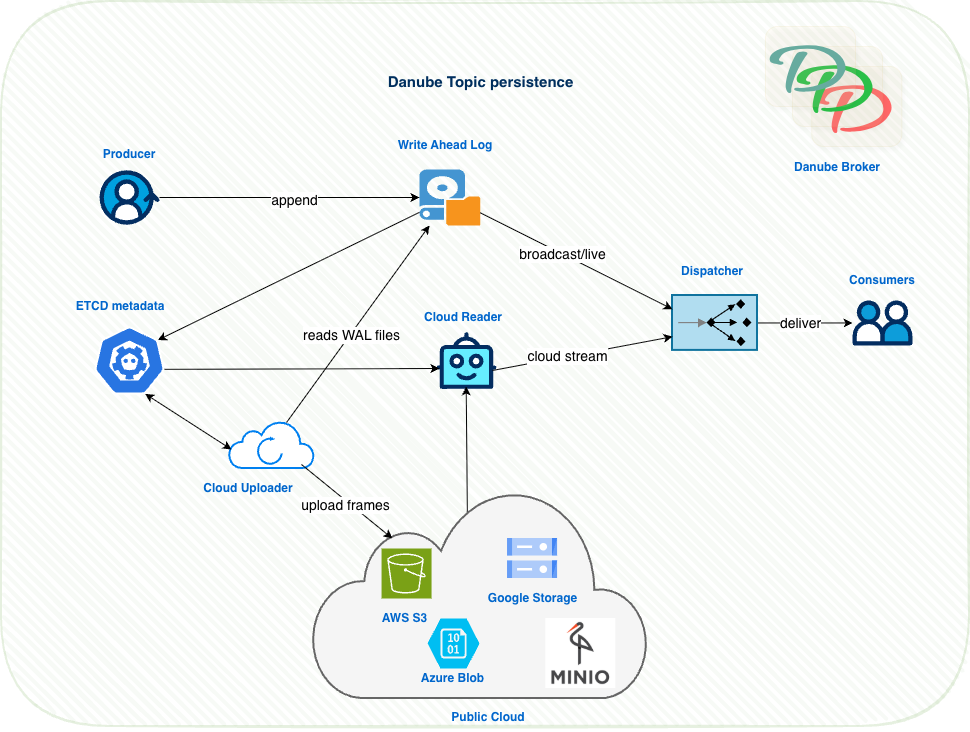 Danube Topic persistence
DDD
Danube Broker
Write Ahead Log
Producer
append
broadcast/live
Dispatcher
Consumers
ETCD metadata
reads WAL files
Cloud Reader
deliver
cloud stream
Cloud Uploader
upload frames
Google Storage
AWS S3
10
01
Azure Blob
MINIO
Public Cloud